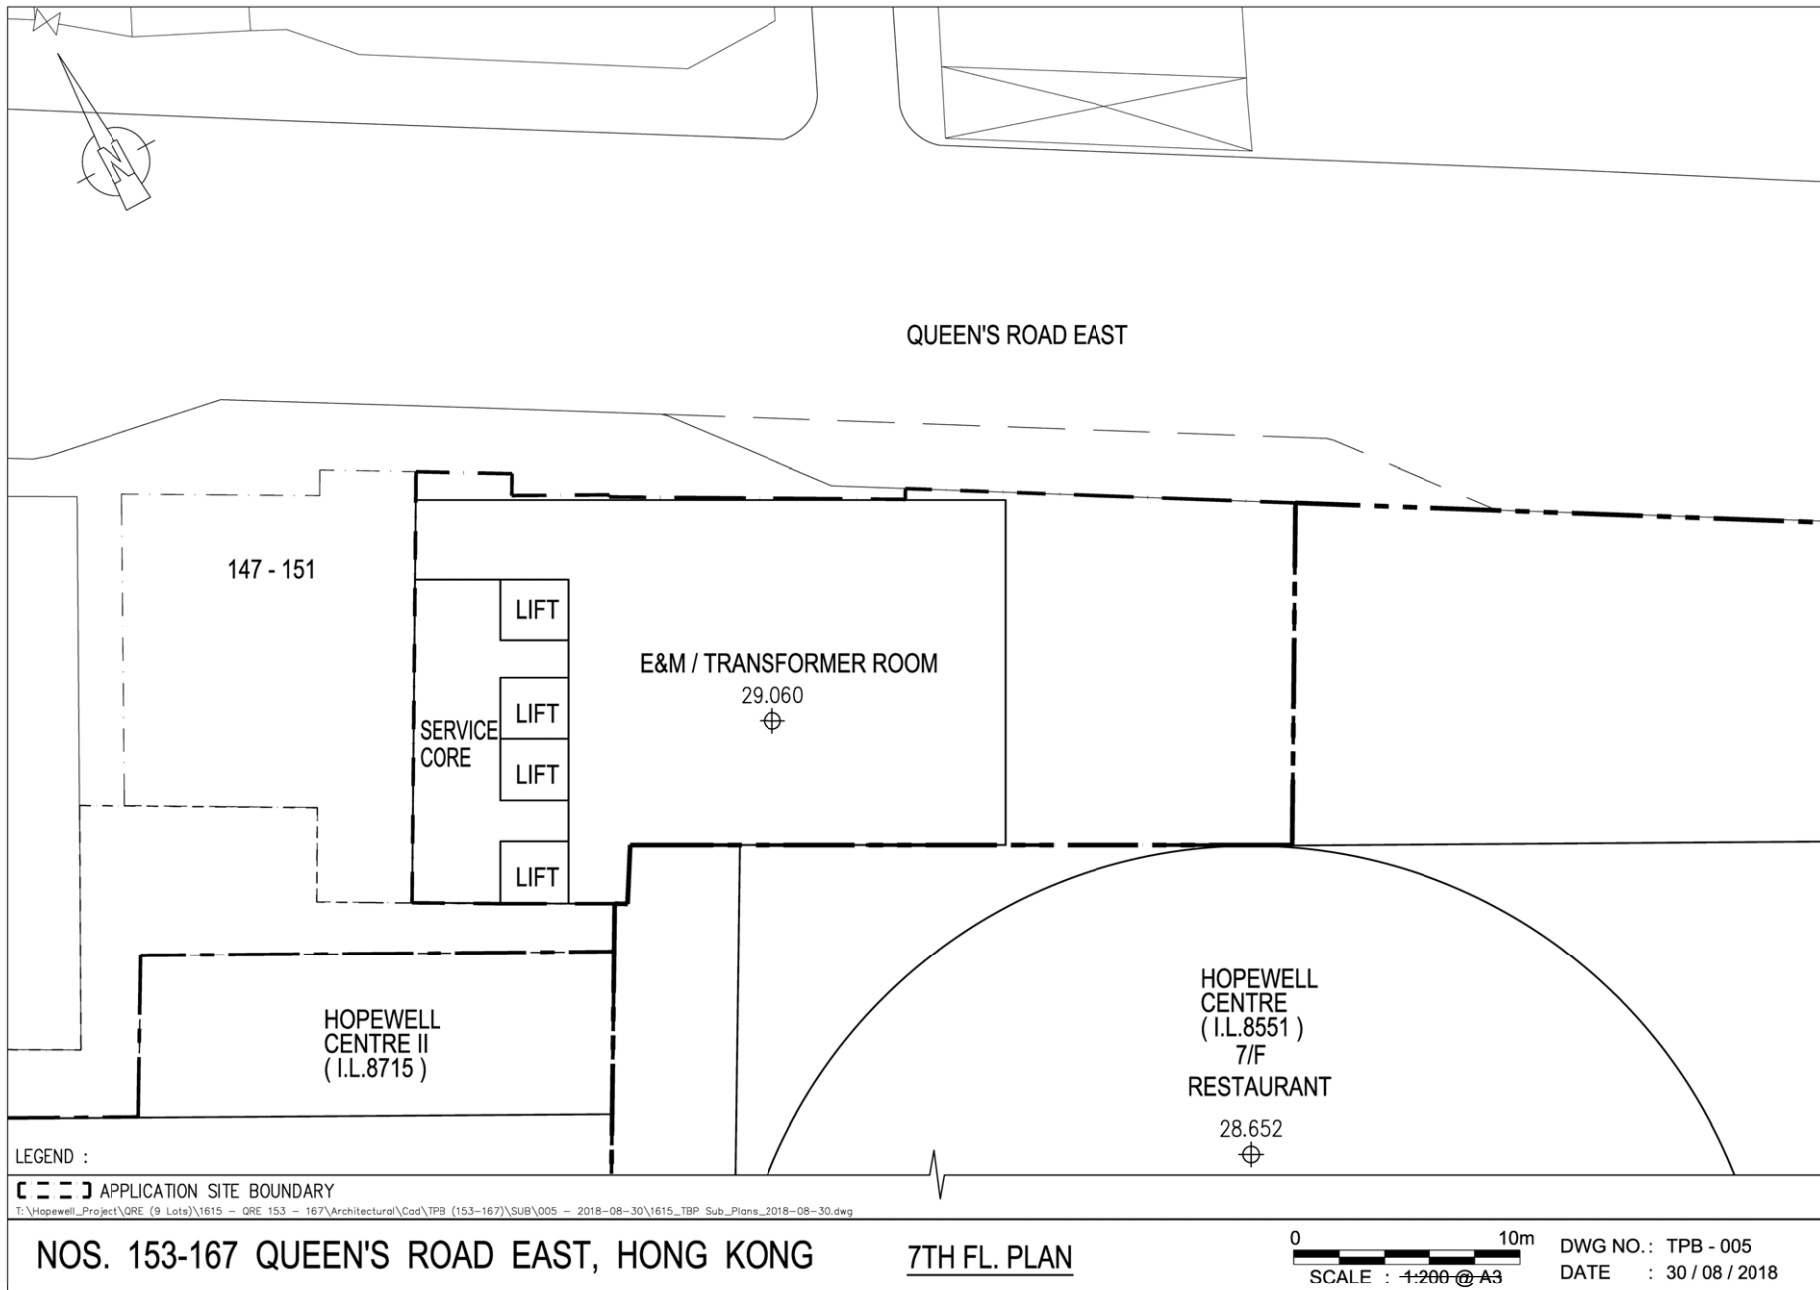 N
QUEEN'S ROAD EAST
147 - 151
LIFT
E&M / TRANSFORMER ROOM
29.060
LIFT
SERVICE
CORE
LIFT
LIFT
HOPEWELL
CENTRE II
( I.L.8715 )
HOPEWELL
CENTRE
( I.L.8551 )
7/F
RESTAURANT
28.652
LEGEND :
APPLICATION SITE BOUNDARY
T:\Hopewell_Project\QRE (9 Lots)\1615 - QRE 153 - 167\Architectural\Cad\TPB (153-167)\SUB\005 - 2018-08-30\1615_TBP Sub_Plans_2018-08-30.dwg
NOS. 153-167 QUEEN'S ROAD EAST, HONG KONG
7TH FL. PLAN
0 10m
SCALE : 1:200 @ A3
DWG NO. : TPB - 005
DATE : 30 / 08 / 2018